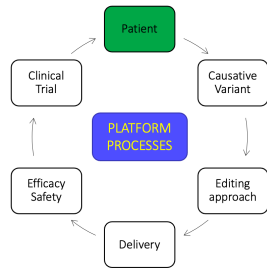 Patient
Causative
Variant
Editing
approach
Delivery
Efficacy
Safety
Clinical
Trial
PLATFORM
PROCESSES